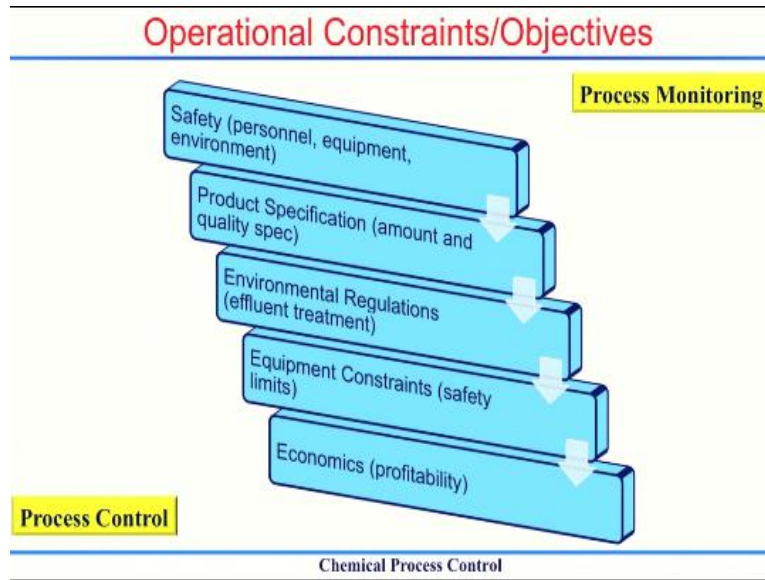 Operational Constraints/Objectives
Process Monitoring
Safety (personnel, equipment,
environment)
Product Specification (amount and
quality spec)
Environmental Regulations
(effluent treatment)
Equipment Constraints (safety
limits)
Economics (profitability)
Process Control
Chemical Process Control